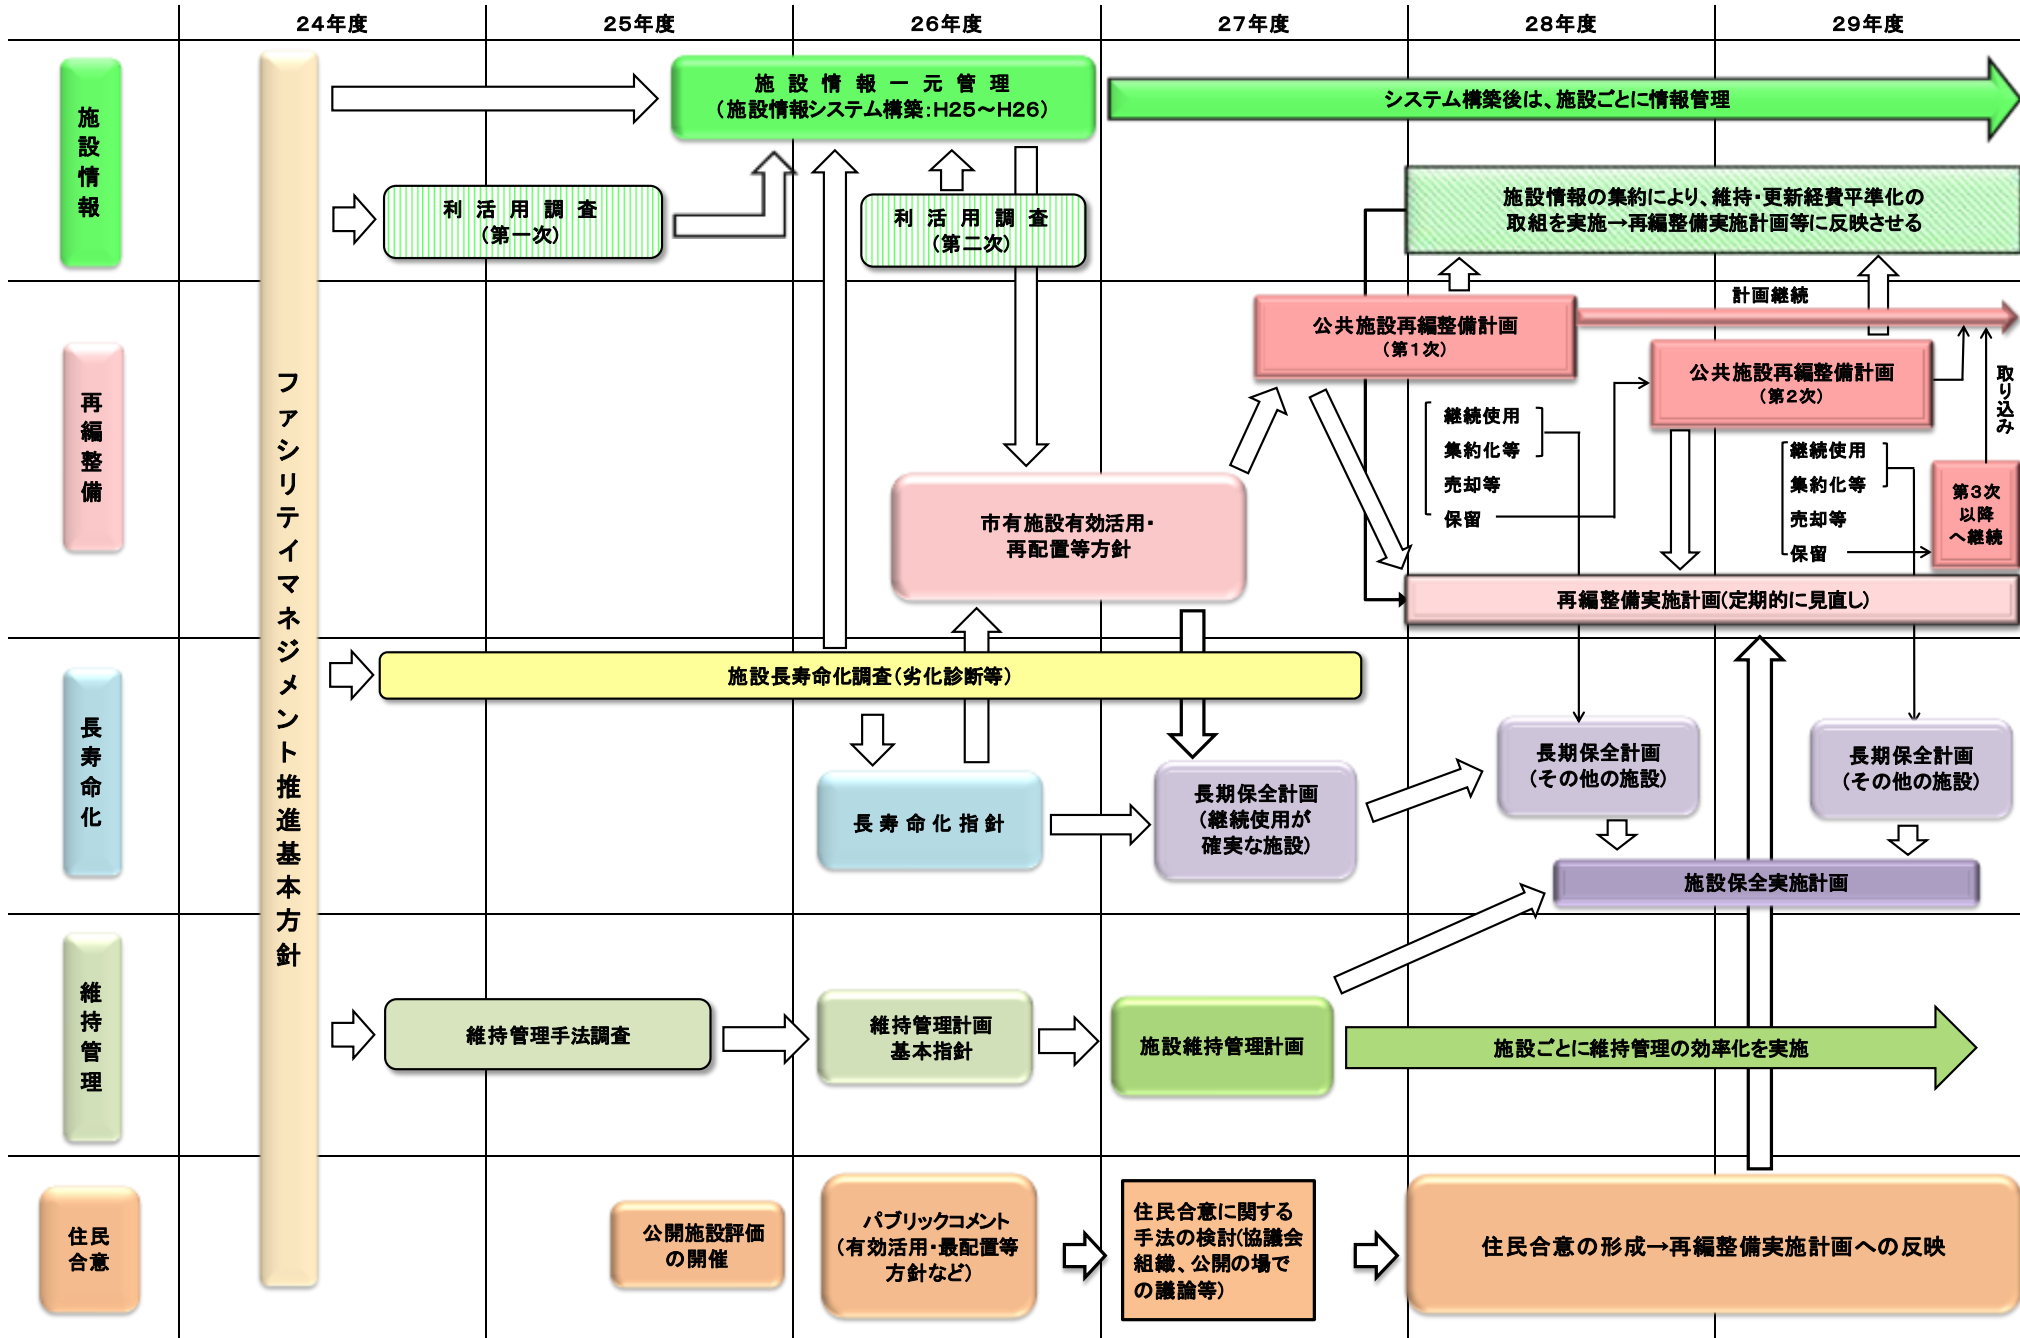 24年度
25年度
26年度
27年度
28年度
29年度
施設情報
施設情報一元管理
（施設情報システム構築：H25～H26）
システム構築後は、施設ごとに情報管理
利活用調査
（第一次）
利活用調査
（第二次）
施設情報の集約により、維持・更新経費平準化の
取組を実施→再編整備実施計画等に反映させる
ファシリテイマネジメント推進基本方針
再編整備
公共施設再編整備計画
（第１次）
計画継続
公共施設再編整備計画
（第２次）
取り込み
継続使用
集約化等
売却等
保留
継続使用
集約化等
売却等
保留
第３次
以降
へ継続
市有施設有効活用・
再配置等方針
再編整備実施計画（定期的に見直し）
長寿命化
施設長寿命化調査（劣化診断等）
長寿命化指針
長期保全計画
（継続使用が
確実な施設）
長期保全計画
（その他の施設）
長期保全計画
（その他の施設）
施設保全実施計画
維持管理
維持管理手法調査
維持管理計画
基本指針
施設維持管理計画
施設ごとに維持管理の効率化を実施
住民
合意
公開施設評価
の開催
パブリックコメント
（有効活用・最配置等
方針など）
住民合意に関する
手法の検討（協議会
組織、公開の場で
の議論等）
住民合意の形成→再編整備実施計画への反映